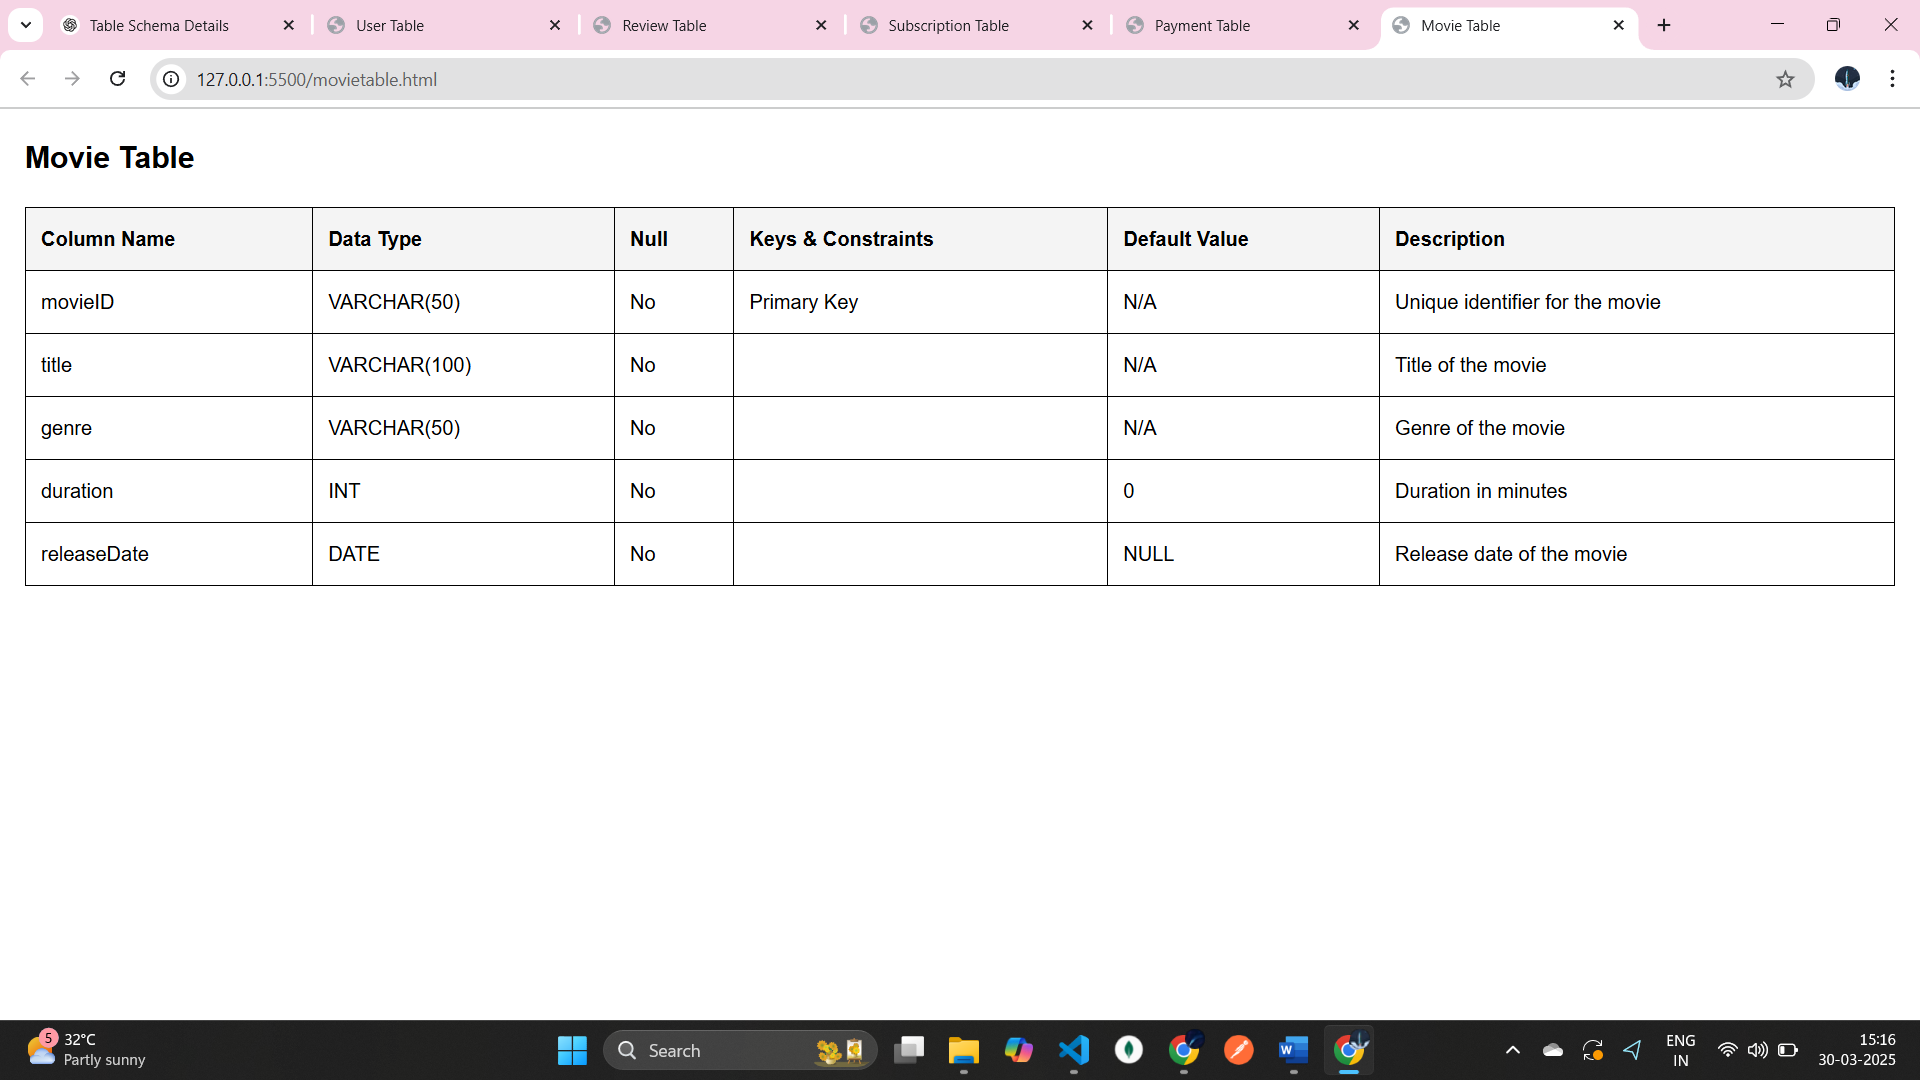 Table Schema Details
User Table
Review Table
Subscription Table
Payment Table
Movie Table
127.0.0.1:5500/movietable.html
Movie Table
Column Name Data Type Null Keys & Constraints Default Value Description
movieID VARCHAR(50) No Primary Key N/A Unique identifier for the movie
title VARCHAR(100) No N/A Title of the movie
genre VARCHAR(50) No N/A Genre of the movie
duration INT No 0 Duration in minutes
releaseDate DATE No NULL Release date of the movie
5
32°C
Partly sunny
Search
W
ENG
IN
15:16
30-03-2025